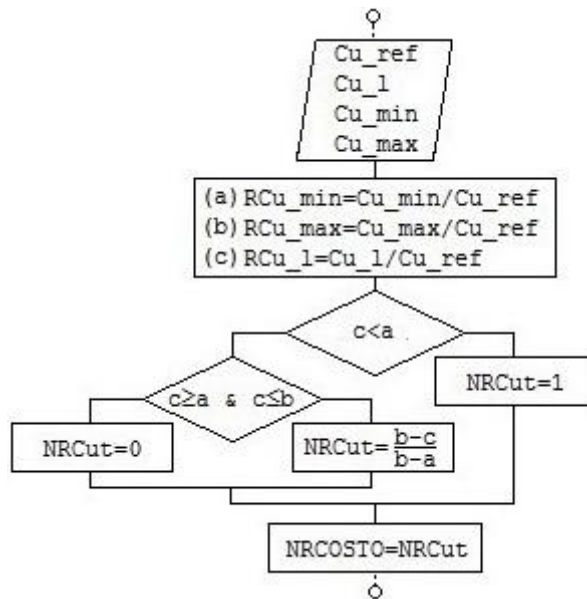 Cu_ref
Cu_l
Cu_min
Cu_max
(a) RCu_min=Cu_min/Cu_ref
(b) RCu_max=Cu_max/Cu_ref
(c) RCu_l=Cu_l/Cu_ref
c<a
NRCut=1
c≥a & c≤b
NRCut=0
NRCut=b-c/b-a
NRCOSTO=NRCut